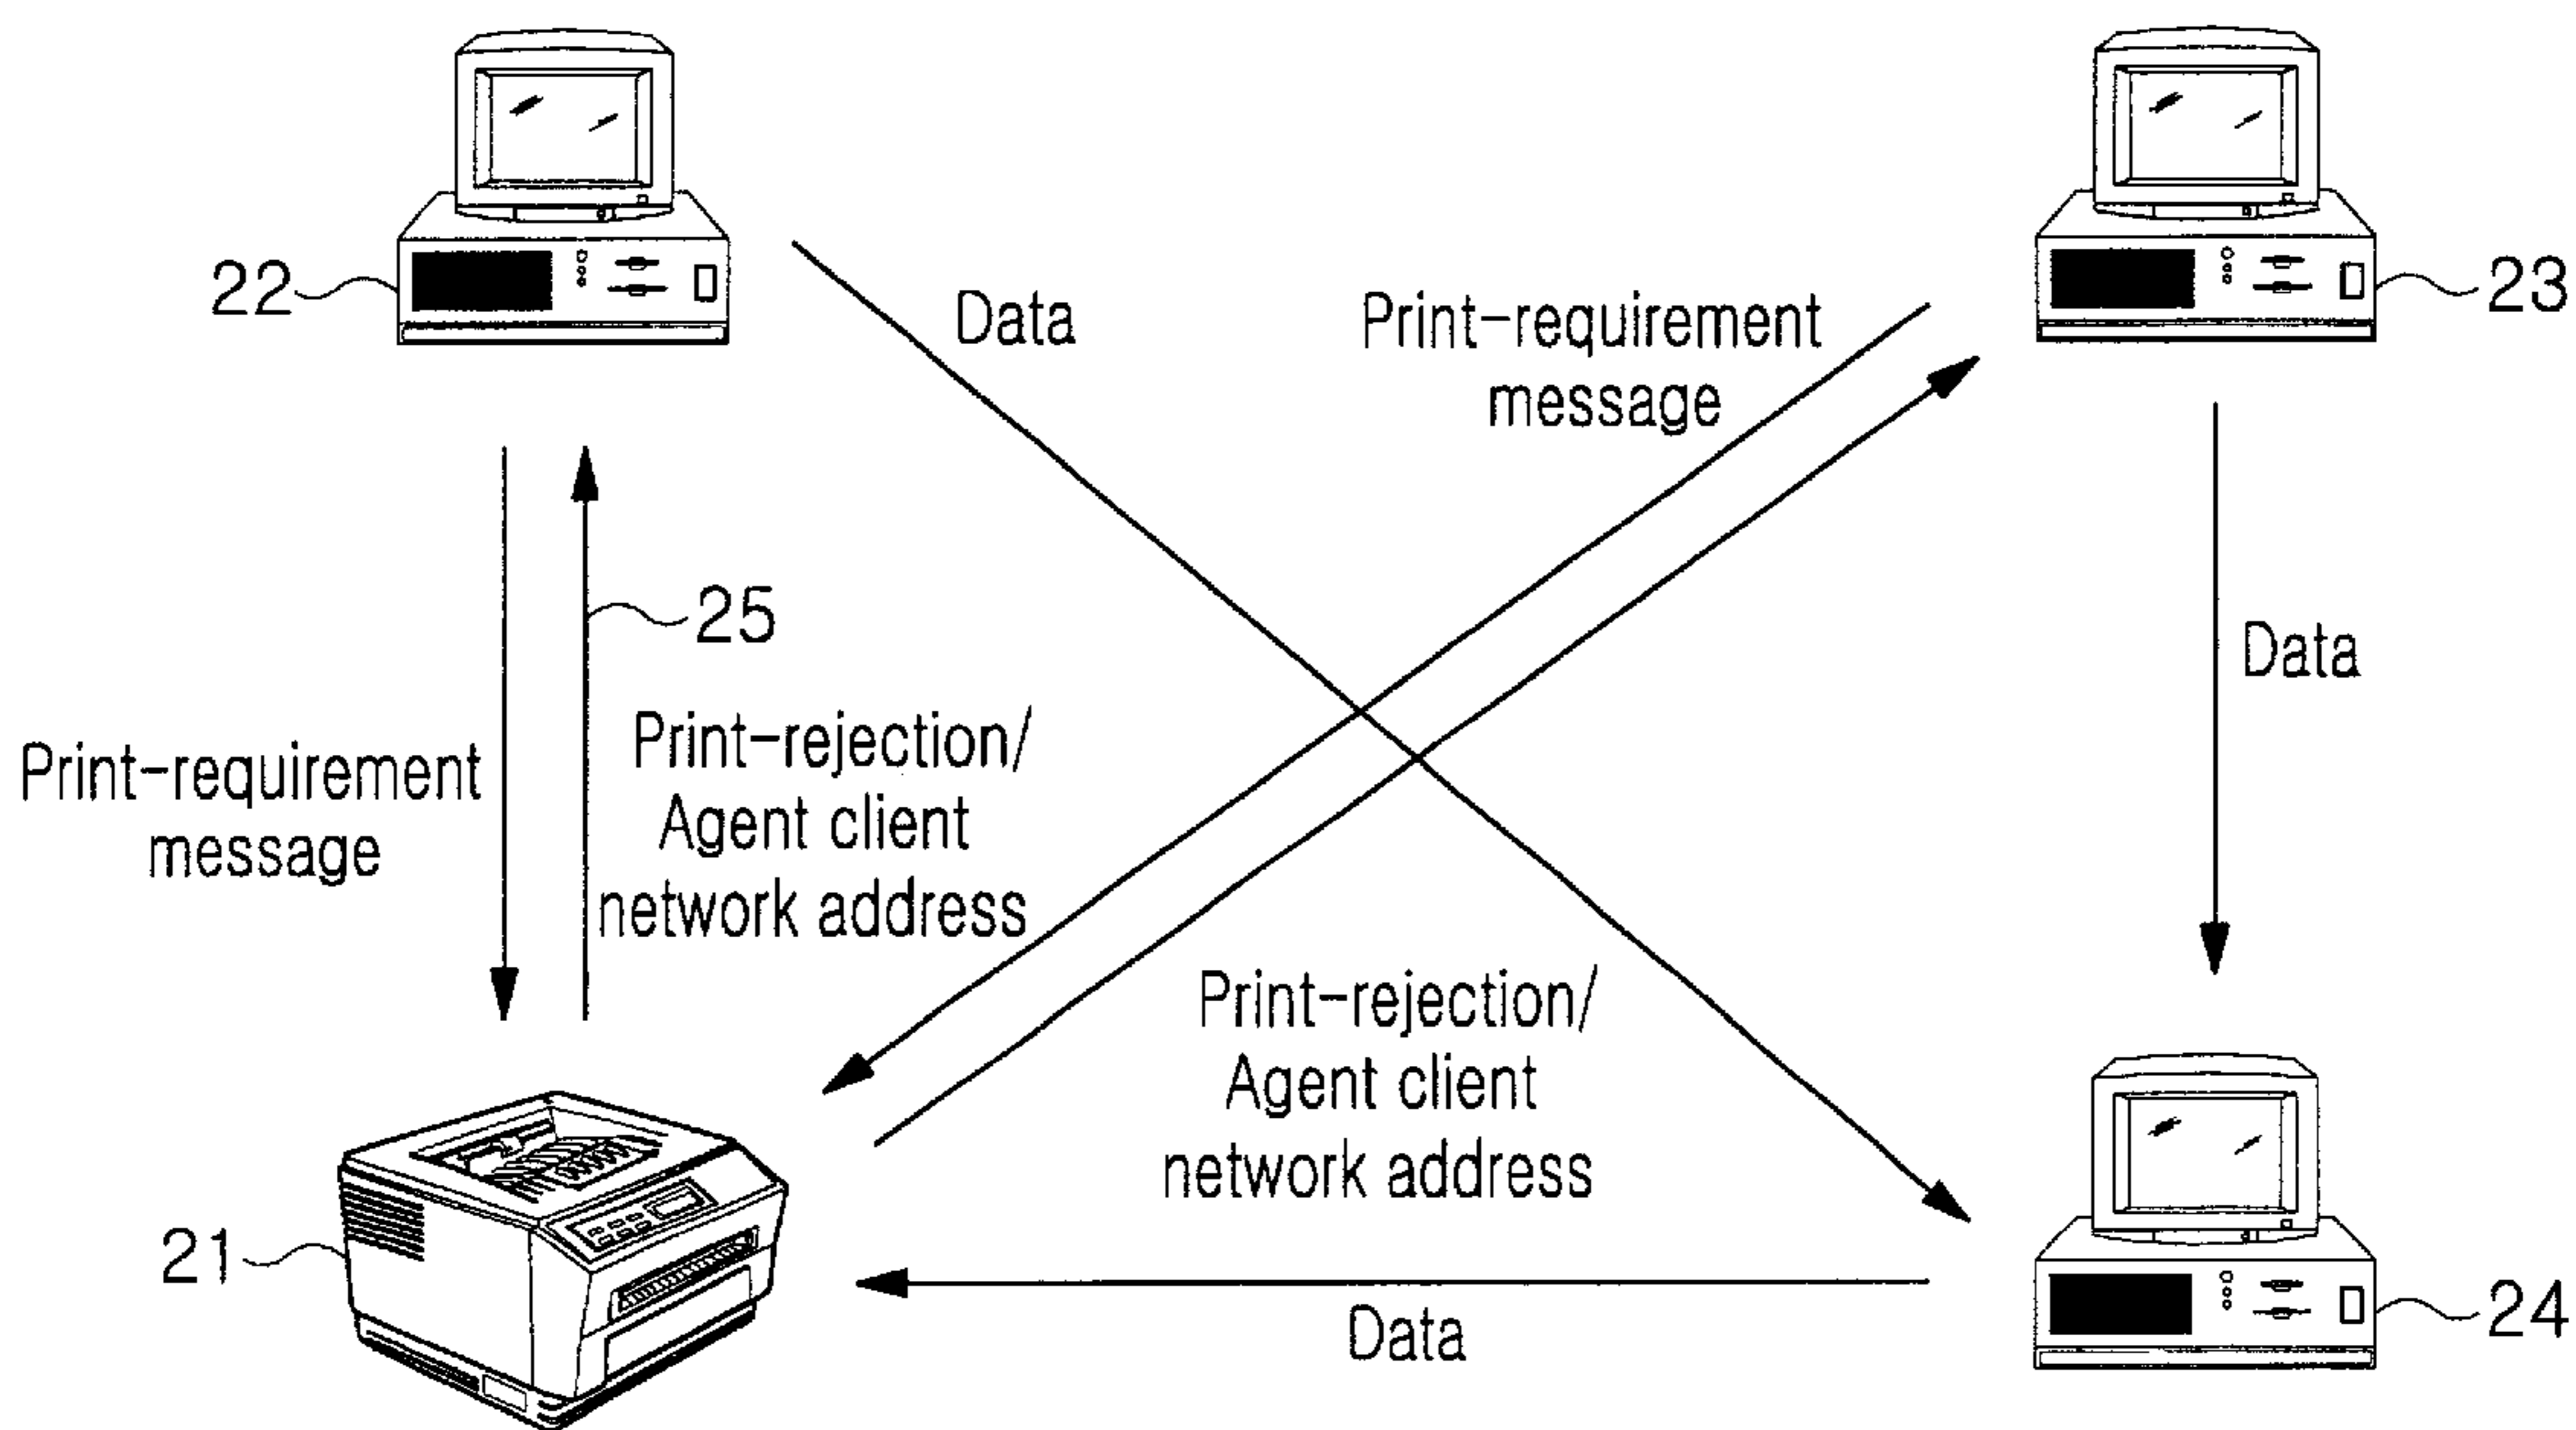 22
23
Data
Print-requirement
message
25
Data
Print-requirement
message
Print-rejection/
Agent client
network address
Print-rejection/
Agent client
network address
21
24
Data